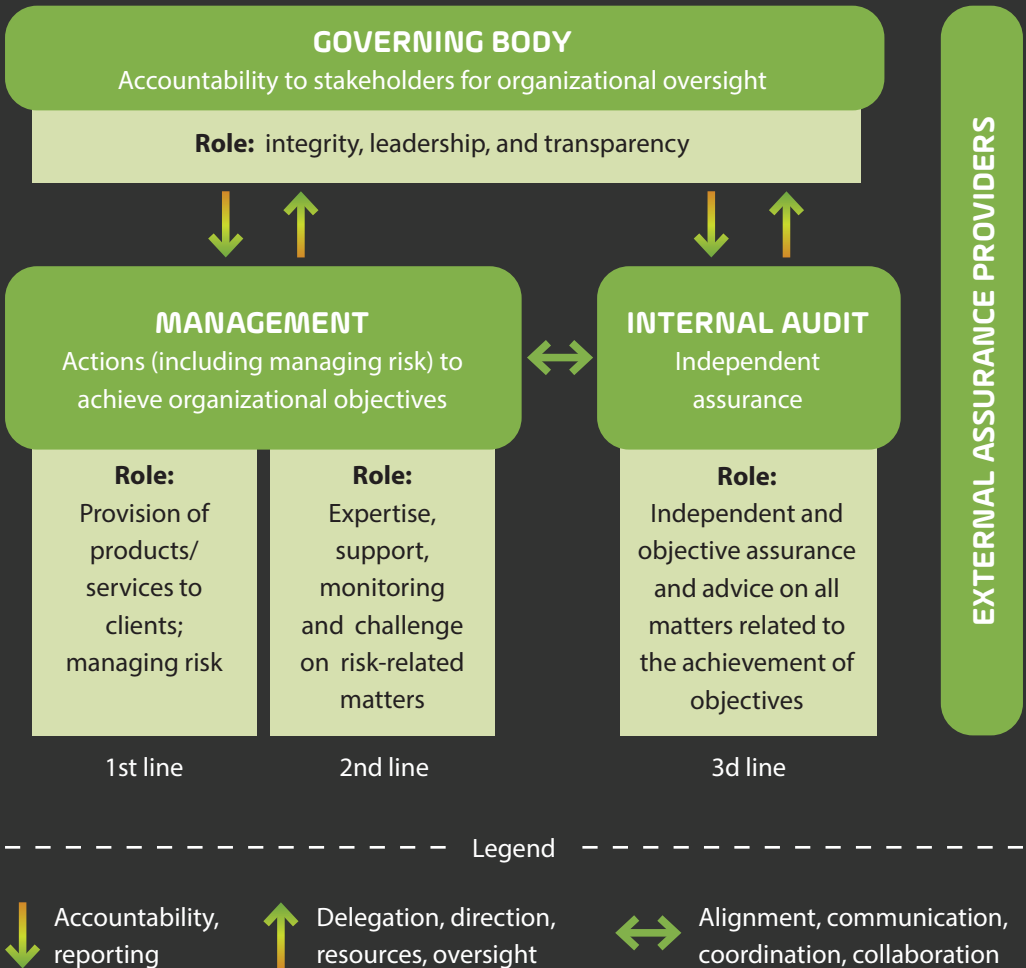 GOVERNING BODY
Accountability to stakeholders for organizational oversight
Role: integrity, leadership, and transparency
MANAGEMENT
Actions (including managing risk) to
achieve organizational objectives
INTERNAL AUDIT
Independent
assurance
Role:
Provision of
products/
services to
clients;
managing risk
Role:
Expertise,
support,
monitoring
and challenge
on risk-related
matters
Role:
Independent and
objective assurance
and advice on all
matters related to
the achievement of
objectives
1st line
2nd line
3d line
EXTERNAL ASSURANCE PROVIDERS
Legend
Accountability,
reporting
Delegation, direction,
resources, oversight
Alignment, communication,
coordination, collaboration